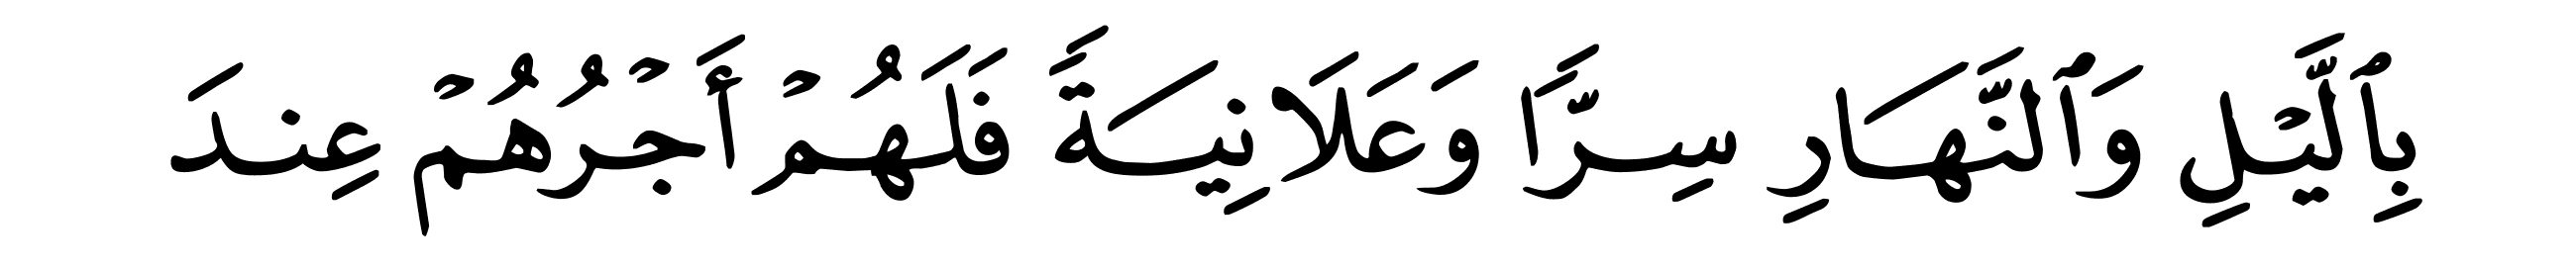 بِٱلَّيْلِ وَٱلنَّهَارِ سِرًّا وَعَلَانِيَةً فَلَهُمْ أَجْرُهُمْ عِندَ